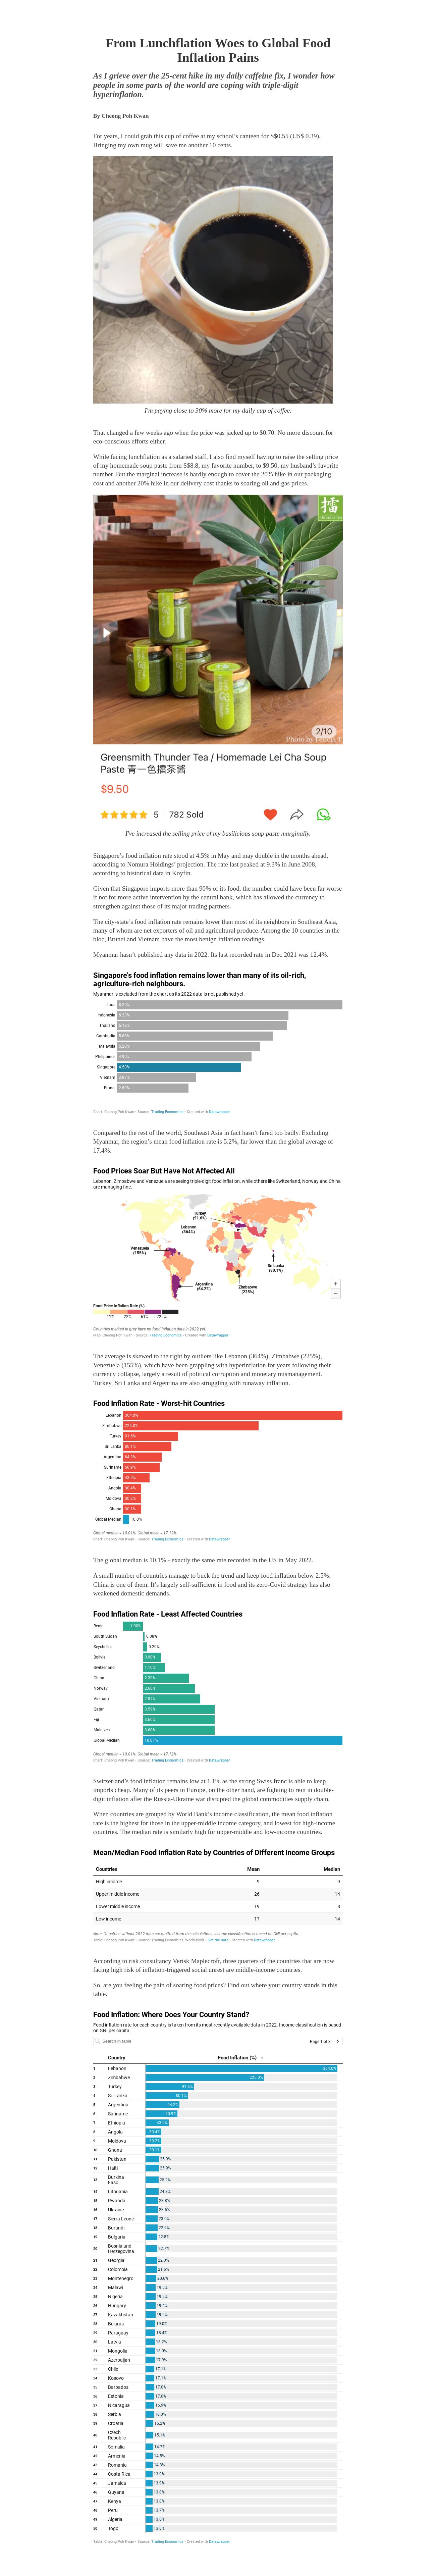 From Lunchflation Woes to Global Food
Inflation Pains
As I grieve over the 25-cent hike in my daily caffeine fix, I wonder how
people in some parts of the world are coping with triple-digit
hyperinflation.
By Cheong Poh Kwan
For years, I could grab this cup of coffee at my school's canteen for S$0.55 (US$ 0.39).
Bringing my own mug will save me another 10 cents.
I'm paying close to 30% more for my daily cup of coffee.
That changed a few weeks ago when the price was jacked up to $0.70. No more discount for
eco-conscious efforts either.
While facing lunchflation as a salaried staff, I also find myself having to raise the selling price
of my homemade soup paste from S$8.8, my favorite number, to $9.50, my husband's favorite
number. But the marginal increase is hardly enough to cover the 20% hike in our packaging
cost and another 20% hike in our delivery cost thanks to soaring oil and gas prices.
擂
2/10
Photo by
Greensmith Thunder Tea / Homemade Lei Cha Soup
Paste 青一色擂茶酱
$9.50
5 782 Sold
I've increased the selling price of my basilicious soup paste marginally.
Singapore's food inflation rate stood at 4.5% in May and may double in the months ahead,
according to Nomura Holdings' projection. The rate last peaked at 9.3% in June 2008,
according to historical data in Koyfin.
Given that Singapore imports more than 90% of its food, the number could have been far worse
if not for more active intervention by the central bank, which has allowed the currency to
strengthen against those of its major trading partners.
The city-state's food inflation rate remains lower than most of its neighbors in Southeast Asia,
many of whom are net exporters of oil and agricultural produce. Among the 10 countries in the
bloc, Brunei and Vietnam have the most benign inflation readings.
Myanmar hasn't published any data in 2022. Its last recorded rate in Dec 2021 was 12.4%.
Singapore's food inflation remains lower than many of its oil-rich,
agriculture-rich neighbours.
Myanmar is excluded from the chart as its 2022 data is not published yet.
Laos
Indonesia
Thailand
Cambodia
Malaysia
Philippines
Singapore 4.50%
Vietnam 2.87%
Brunei
Chart: Cheong Poh Kwan • Source: Trading Economics • Created with Datawrapper
Compared to the rest of the world, Southeast Asia in fact hasn't fared too badly. Excluding
Myanmar, the region's mean food inflation rate is 5.2%, far lower than the global average of
17.4%.
Food Prices Soar But Have Not Affected All
Lebanon, Zimbabwe and Venezuela are seeing triple-digit food inflation, while others like Switzerland, Norway and China
are managing fine.
Turkey
(91.6%)
Lebanon
(364%)
Venezuela
(155%)
Sri Lanka
(80.1%)
Argentina
(64.2%)
Zimbabwe
(225%)
+
−
Food Price Inflation Rate (%)
11% 22% 61% 225%
Countries marked in grey have no food inflation data in 2022 yet
Map: Cheong Poh Kwan • Source: Trading Economics • Created with Datawrapper
The average is skewed to the right by outliers like Lebanon (364%), Zimbabwe (225%),
Venezuela (155%), which have been grappling with hyperinflation for years following their
currency collapse, largely a result of political corruption and monetary mismanagement.
Turkey, Sri Lanka and Argentina are also struggling with runaway inflation.
Food Inflation Rate - Worst-hit Countries
Lebanon 364.0%
Zimbabwe 225.0%
Turkey 91.6%
Sri Lanka 80.1%
Argentina 64.2%
Suriname
Ethiopia
Angola
Moldova 30.2%
Ghana 30.1%
Global Median 10.0%
Global median = 10.01%, Global mean = 17.12%
Chart: Cheong Poh Kwan • Source: Trading Economics • Created with Datawrapper
The global median is 10.1% - exactly the same rate recorded in the US in May 2022.
A small number of countries manage to buck the trend and keep food inflation below 2.5%.
China is one of them. It's largely self-sufficient in food and its zero-Covid strategy has also
weakened domestic demands.
Food Inflation Rate - Least Affected Countries
Benin
South Sudan 0.08%
Seychelles 0.20%
Bolivia
Switzerland 1.10%
China
Norway
Vietnam 2.87%
Qatar
Fiji 3.60%
Maldives 3.60%
Global Median 10.01%
Global median = 10.01%, Global mean = 17.12%
Chart: Cheong Poh Kwan • Source: Trading Economics • Created with Datawrapper
Switzerland's food inflation remains low at 1.1% as the strong Swiss franc is able to keep
imports cheap. Many of its peers in Europe, on the other hand, are fighting to rein in double-
digit inflation after the Russia-Ukraine war disrupted the global commodities supply chain.
When countries are grouped by World Bank's income classification, the mean food inflation
rate is the highest for those in the upper-middle income category, and lowest for high-income
countries. The median rate is similarly high for upper-middle and low-income countries.
Mean/Median Food Inflation Rate by Countries of Different Income Groups
Countries Mean Median
High income 9 9
Upper middle income 26 14
Lower middle income 19 8
Low income 17 14
Note: Countries without 2022 data are omitted from the calculations. Income classification is based on GNI per capita.
Table: Cheong Poh Kwan • Source: Trading Economics, World Bank • Get the data • Created with Datawrapper
According to risk consultancy Verisk Maplecroft, three quarters of the countries that are now
facing high risk of inflation-triggered social unrest are middle-income countries.
So, are you feeling the pain of soaring food prices? Find out where your country stands in this
table.
Food Inflation: Where Does Your Country Stand?
Food inflation rate for each country is taken from its most recently available data in 2022. Income classification is based
on GNI per capita.
Search in table Page 1 of 3
Country Food Inflation (%)
1 Lebanon 364.0%
2 Zimbabwe 225.0%
3 Turkey 91.6%
4 Sri Lanka 80.1%
5 Argentina 64.2%
6 Suriname
7 Ethiopia
8 Angola
9 Moldova 30.2%
10 Ghana 30.1%
11 Pakistan 25.9%
12 Haiti 25.9%
13 Burkina
Faso 25.2%
14 Lithuania 24.6%
15 Rwanda 23.8%
16 Ukraine 23.6%
17 Sierra Leone 23.0%
18 Burundi 22.9%
19 Bulgaria 22.8%
20 Bosnia and
Herzegovina 22.7%
21 Georgia 22.0%
22 Colombia 21.6%
23 Montenegro 20.6%
24 Malawi 19.5%
25 Nigeria 19.5%
26 Hungary 19.4%
27 Kazakhstan 19.2%
28 Belarus 19.0%
29 Paraguay 18.4%
30 Latvia 18.2%
31 Mongolia 18.0%
32 Azerbaijan 17.9%
33 Chile 17.1%
34 Kosovo 17.1%
35 Barbados 17.0%
36 Estonia 17.0%
37 Nicaragua 16.9%
38 Serbia 16.0%
39 Croatia 15.2%
40 Czech
Republic 15.1%
41 Somalia 14.7%
42 Armenia 14.5%
43 Romania 14.3%
44 Costa Rica 13.9%
45 Jamaica 13.9%
46 Guyana 13.8%
47 Kenya 13.8%
48 Peru 13.7%
49 Algeria 13.6%
50 Togo 13.6%
Table: Cheong Poh Kwan • Source: Trading Economics • Created with Datawrapper